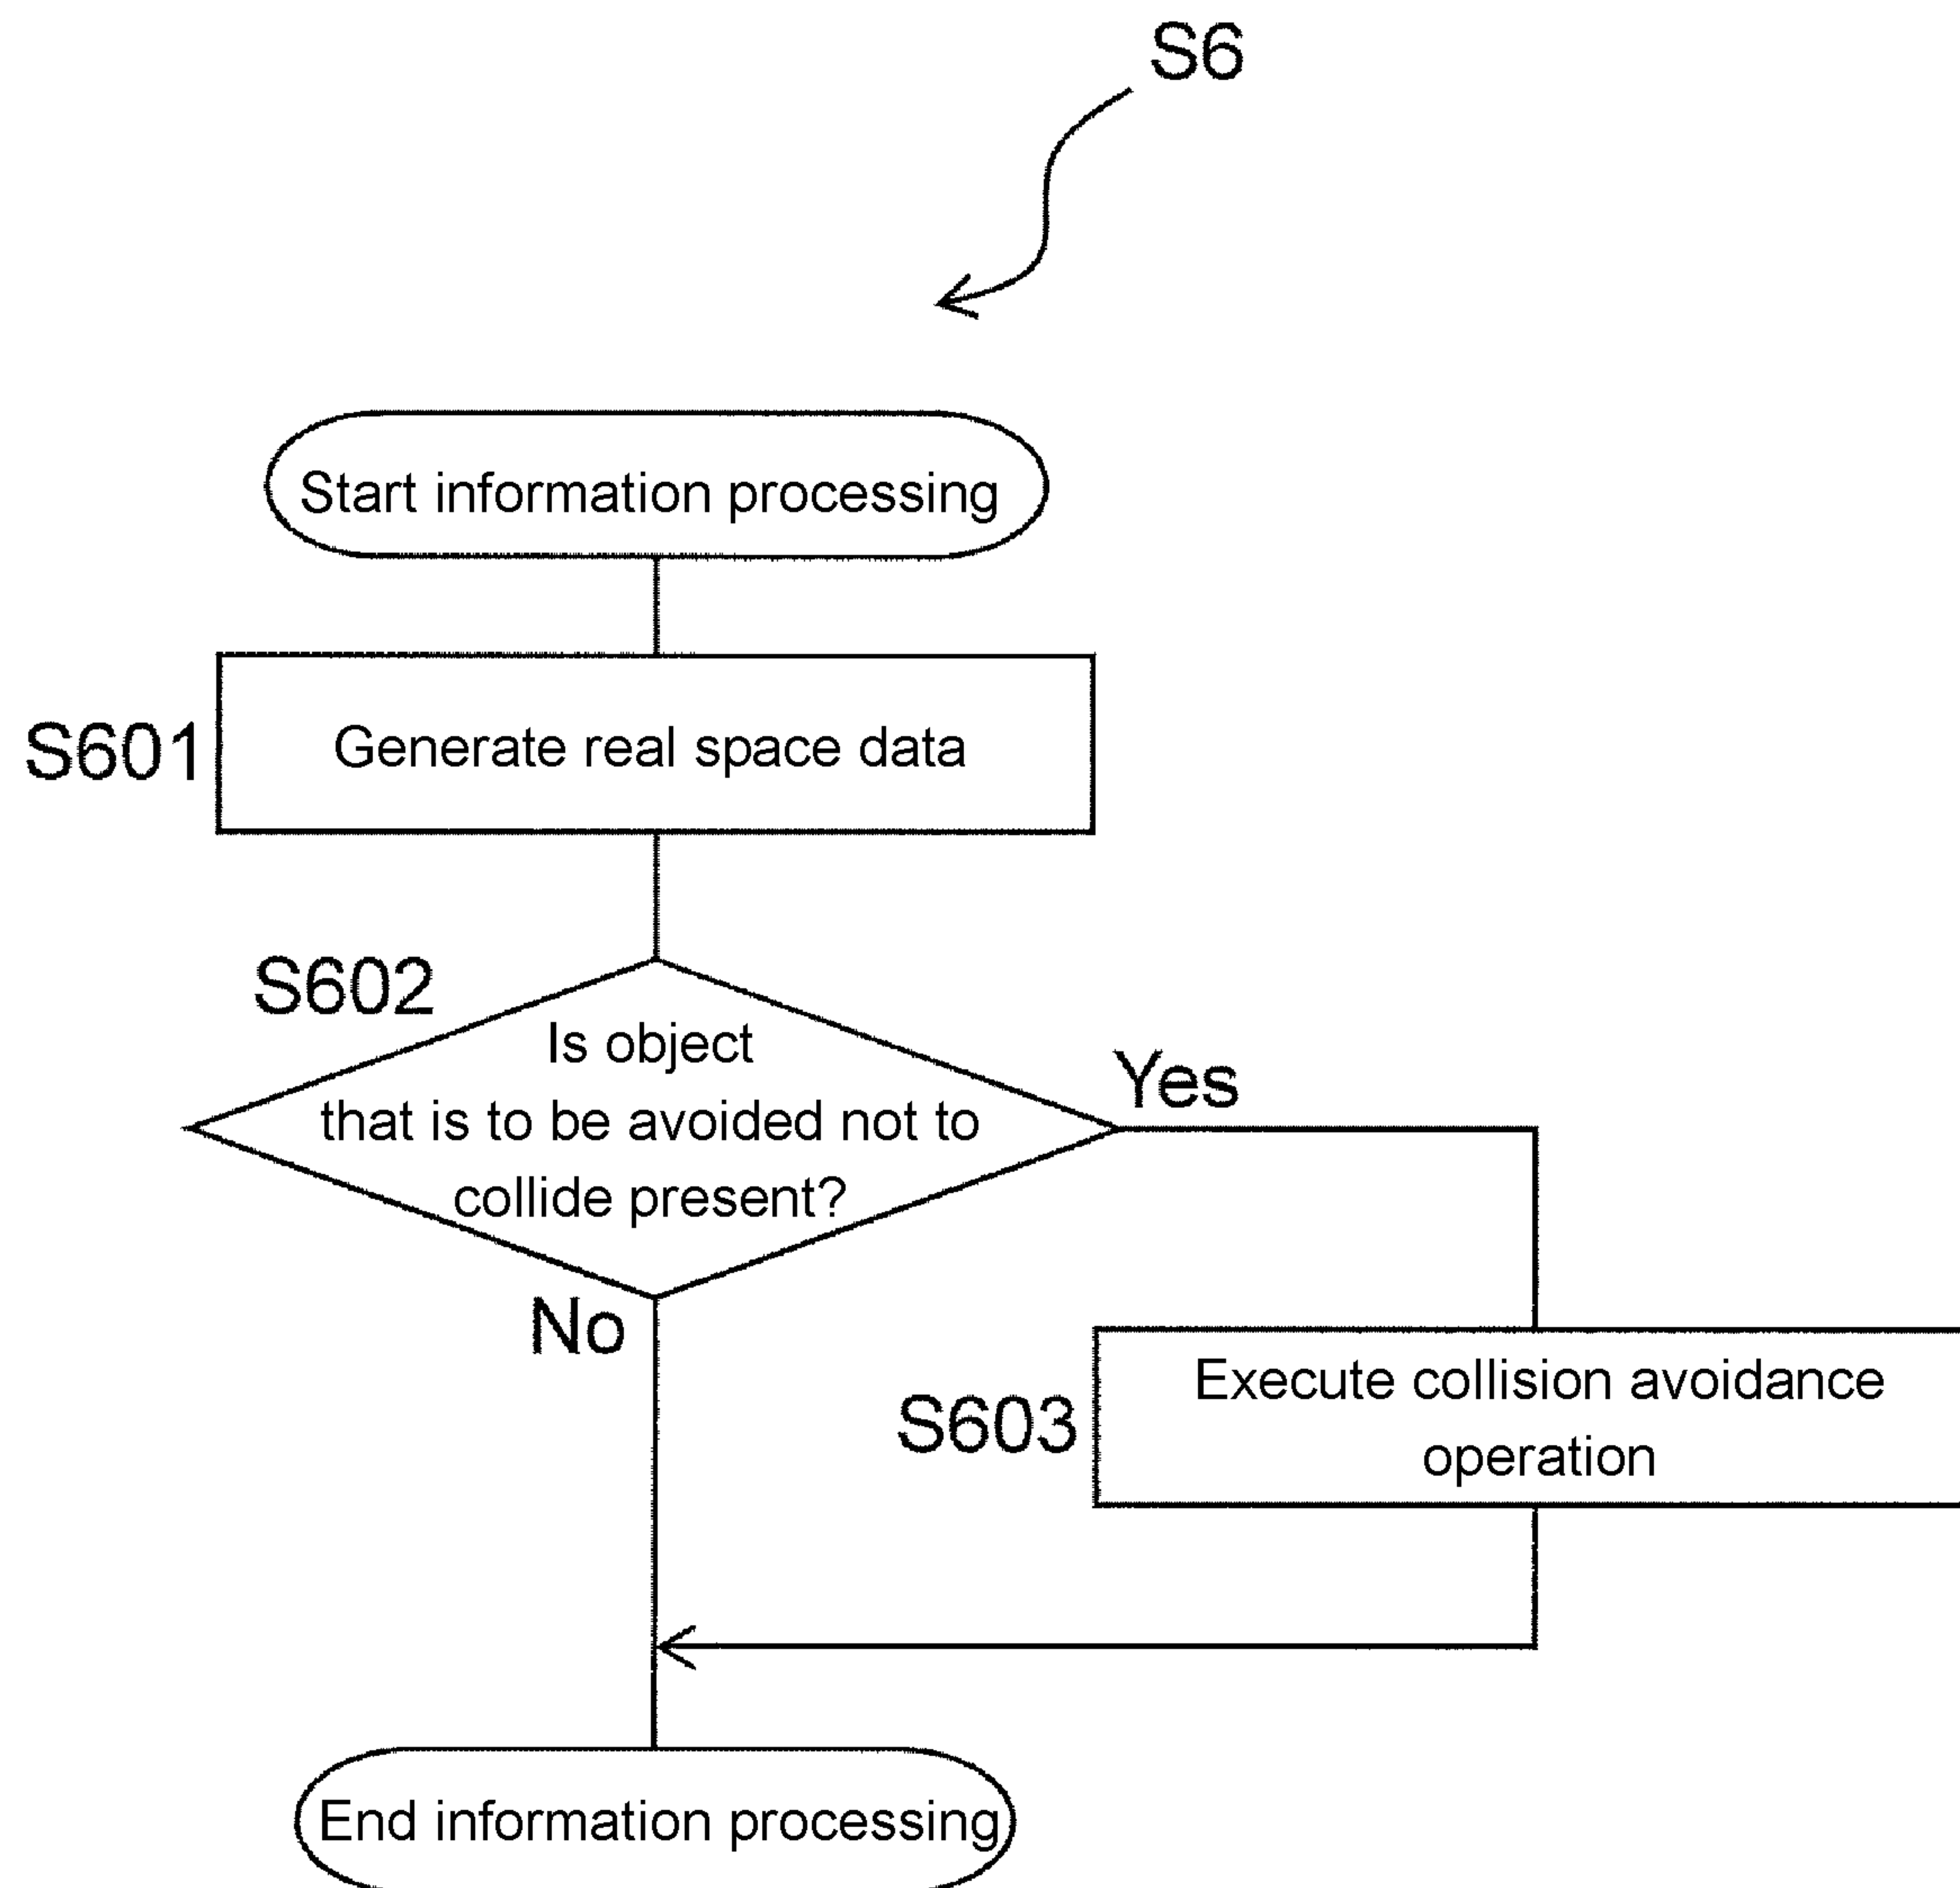 S6
Start information processing
S601
Generate real space data
S602
Is object
that is to be avoided not to
collide present?
Yes
No
S603
Execute collision avoidance
operation
End information processing